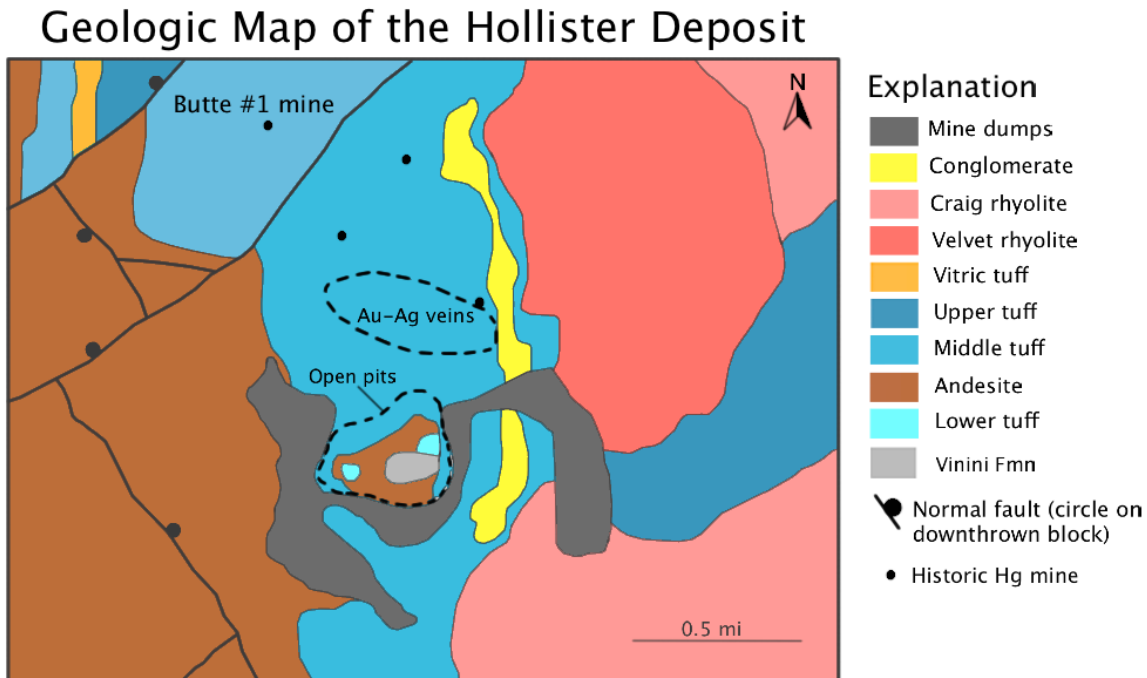 Geologic Map of the Hollister Deposit
Butte #1 mine
N
Au-Ag veins
Open pits
0.5 mi
Explanation
Mine dumps
Conglomerate
Craig rhyolite
Velvet rhyolite
Vitric tuff
Upper tuff
Middle tuff
Andesite
Lower tuff
Vinini Fmn
Normal fault (circle on
downthrown block)
Historic Hg mine